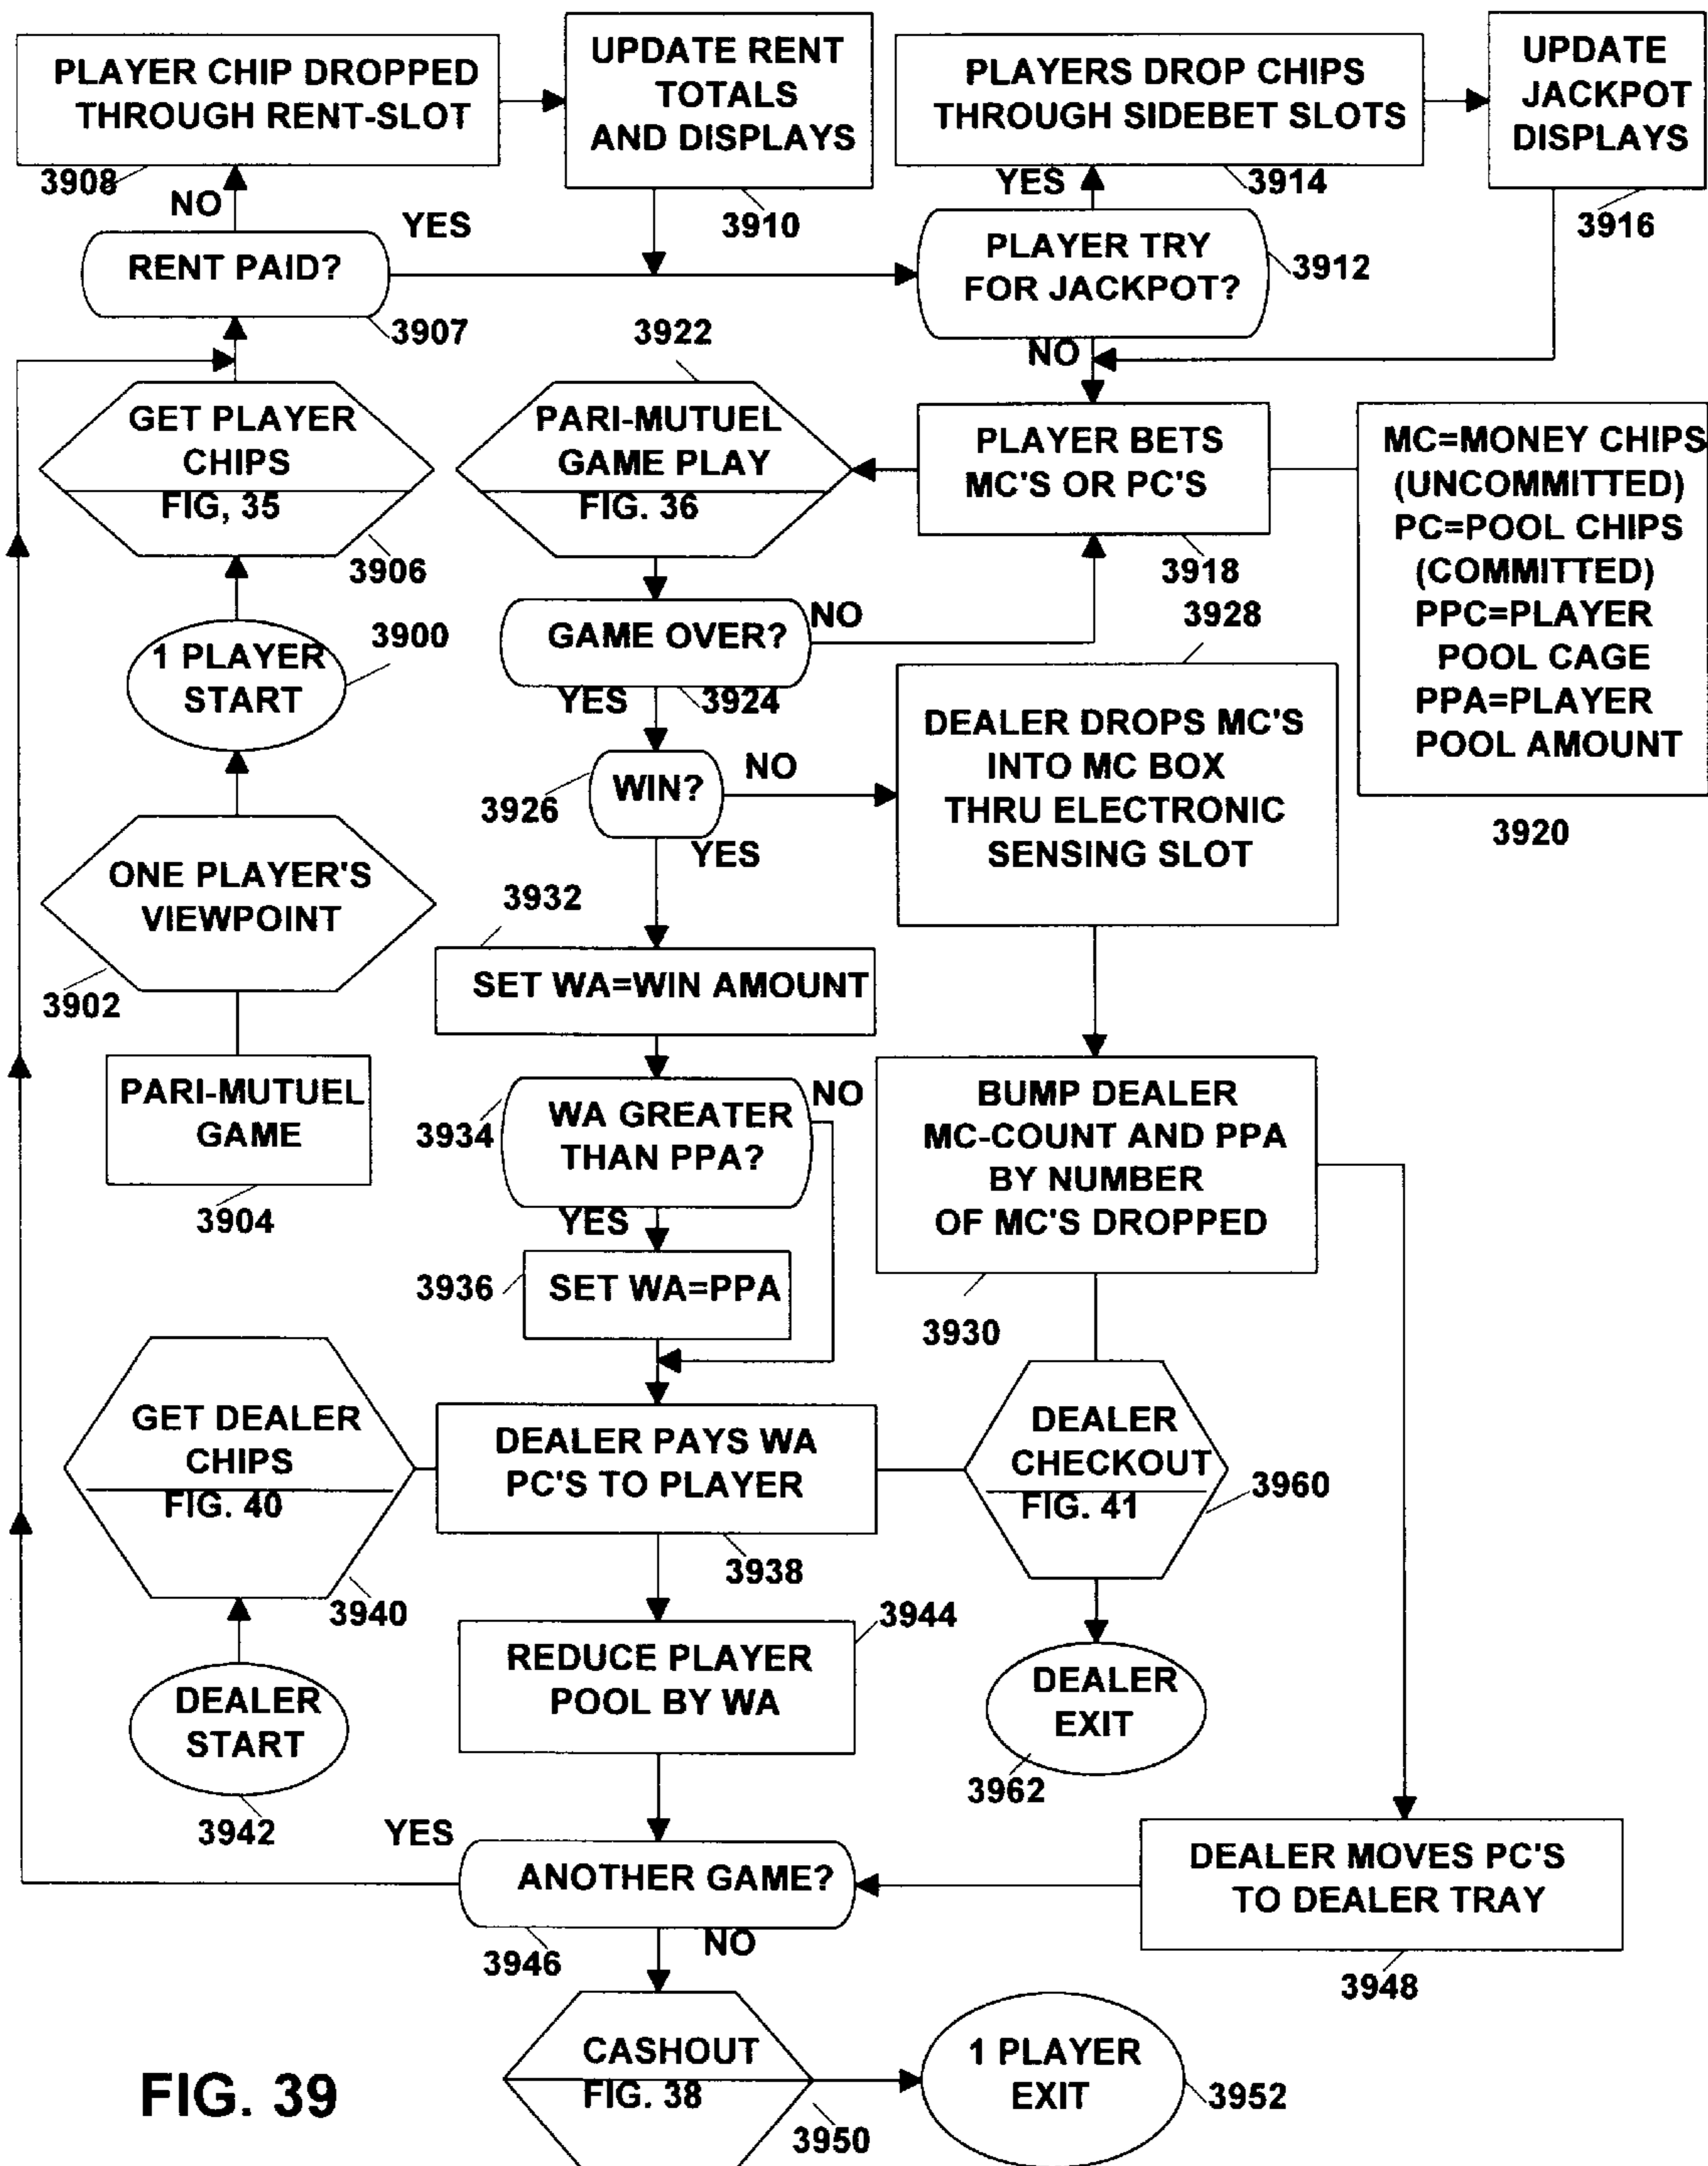 PLAYER CHIP DROPPED
THROUGH RENT-SLOT
3908
UPDATE RENT
TOTALS
AND DISPLAYS
3910
PLAYERS DROP CHIPS
THROUGH SIDEBET SLOTS
3914
UPDATE
JACKPOT
DISPLAYS
3916
NO
YES
RENT PAID?
3907
YES
PLAYER TRY
FOR JACKPOT?
3912
NO
GET PLAYER
CHIPS
FIG, 35
3906
3922
PARI-MUTUEL
GAME PLAY
FIG. 36
PLAYER BETS
MC'S OR PC'S
3918
MC=MONEY CHIPS
(UNCOMMITTED)
PC=POOL CHIPS
(COMMITTED)
PPC=PLAYER
POOL CAGE
PPA=PLAYER
POOL AMOUNT
3920
1 PLAYER
START
3900
GAME OVER?
NO
YES
3924
3928
DEALER DROPS MC'S
INTO MC BOX
THRU ELECTRONIC
SENSING SLOT
WIN?
NO
3926
YES
ONE PLAYER'S
VIEWPOINT
3902
3932
SET WA=WIN AMOUNT
PARI-MUTUEL
GAME
3904
WA GREATER
THAN PPA?
NO
3934
YES
BUMP DEALER
MC-COUNT AND PPA
BY NUMBER
OF MC'S DROPPED
3930
3936
SET WA=PPA
GET DEALER
CHIPS
FIG. 40
3940
DEALER PAYS WA
PC'S TO PLAYER
3938
DEALER
CHECKOUT
FIG. 41
3960
DEALER
START
3942
REDUCE PLAYER
POOL BY WA
3944
DEALER
EXIT
3962
YES
ANOTHER GAME?
3946
NO
DEALER MOVES PC'S
TO DEALER TRAY
3948
CASHOUT
FIG. 38
3950
1 PLAYER
EXIT
3952
FIG. 39